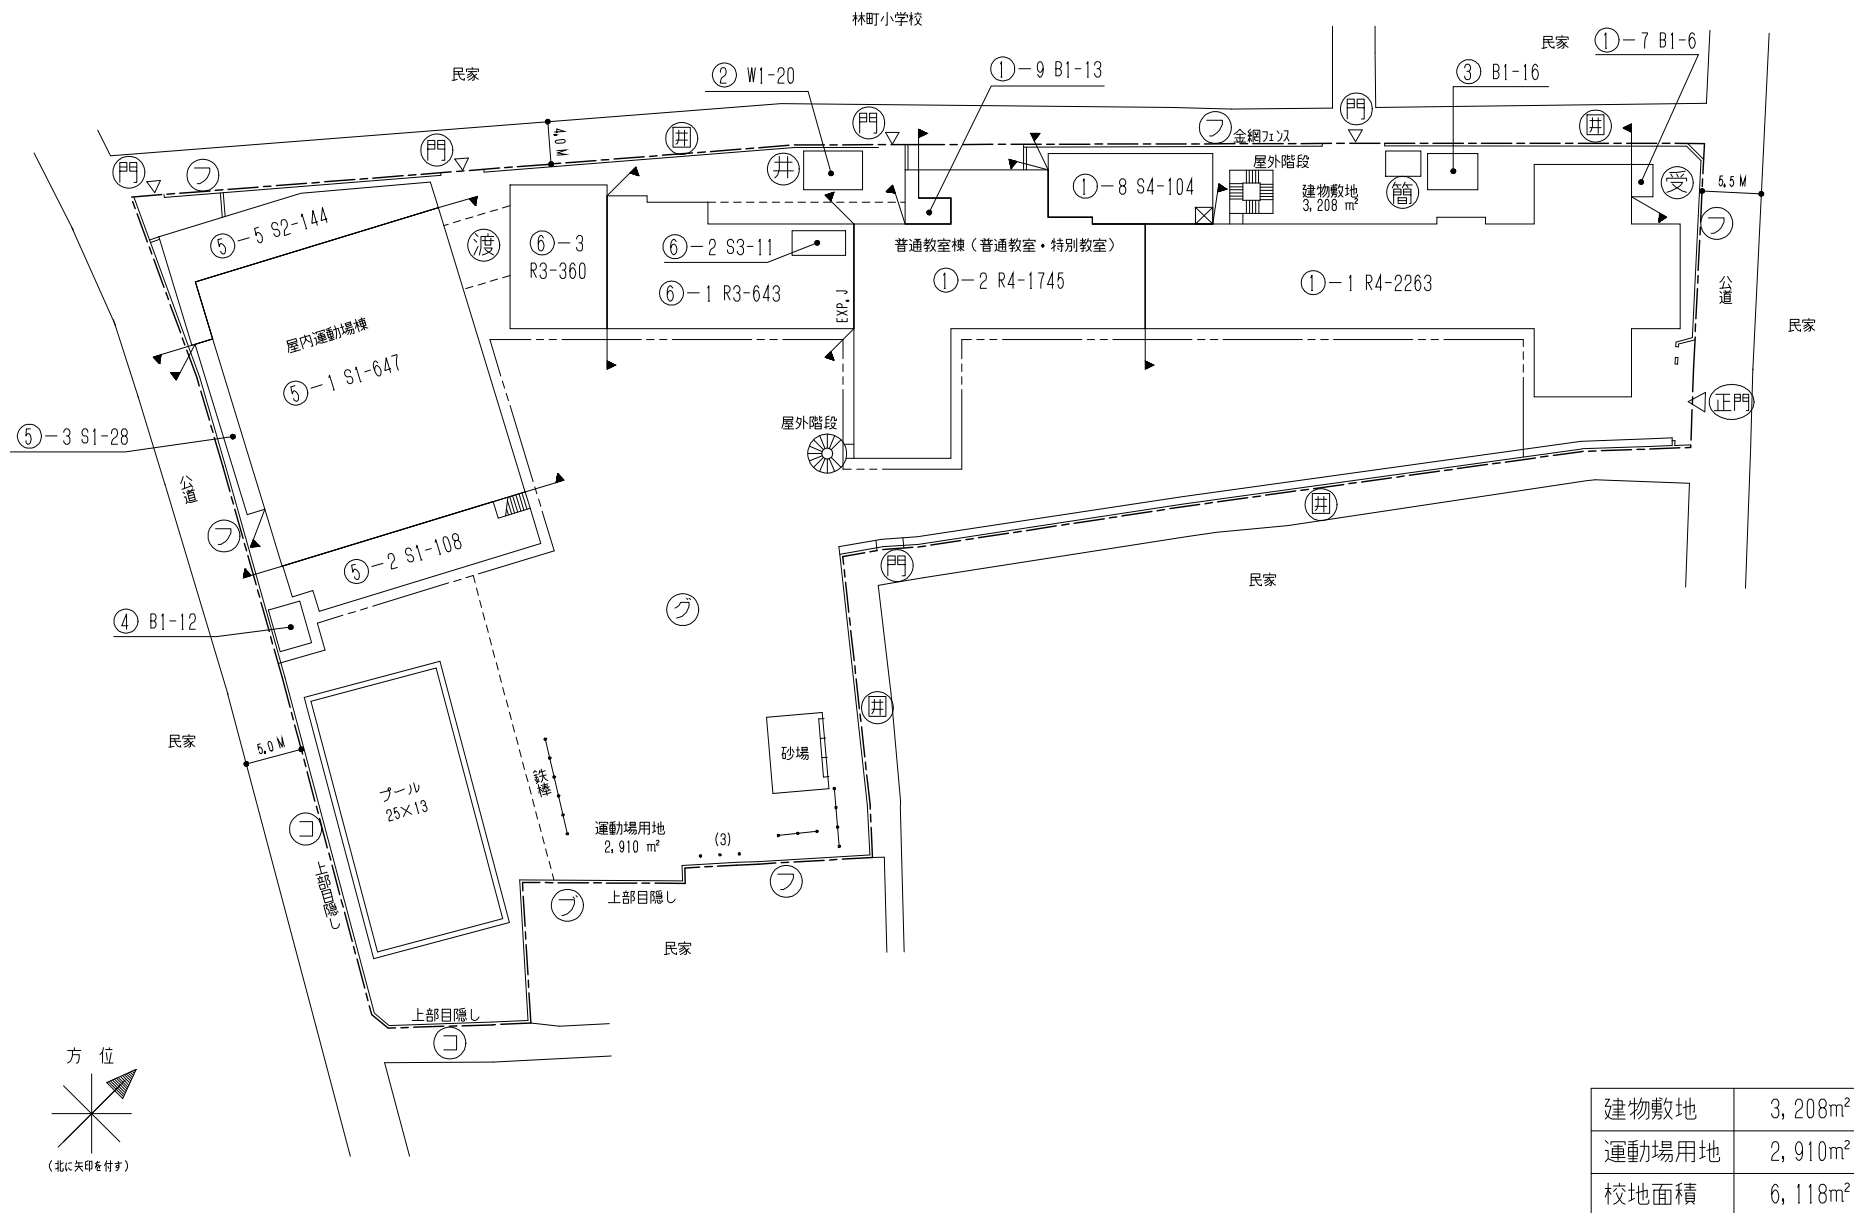 林町小学校
民家
民家
①-7 B1-6
② W1-20
①-9 B1-13
③ B1-16
門
フ
門
4.0 M
囲
門
フ
金網フェンス
門
囲
井
①-8 S4-104
屋外階段
建物敷地
3,208 ㎡
簡
受
5.5 M
フ
⑤-5 S2-144
渡
⑥-3
R3-360
⑥-2 S3-11
⑥-1 R3-643
EXP.J
普通教室棟(普通教室・特別教室)
①-2 R4-1745
①-1 R4-2263
公道
民家
屋内運動場棟
⑤-1 S1-647
正門
⑤-3 S1-28
屋外階段
公道
フ
⑤-2 S1-108
囲
門
民家
④ B1-12
グ
囲
民家
5.0 M
プール
25×13
鉄棒
砂場
コ
上部目隠し
運動場用地
2,910 ㎡
(3)
フ
ブ
上部目隠し
民家
上部目隠し
コ
方 位
(北に矢印を付す)
建物敷地 3,208㎡
運動場用地 2,910㎡
校地面積 6,118㎡